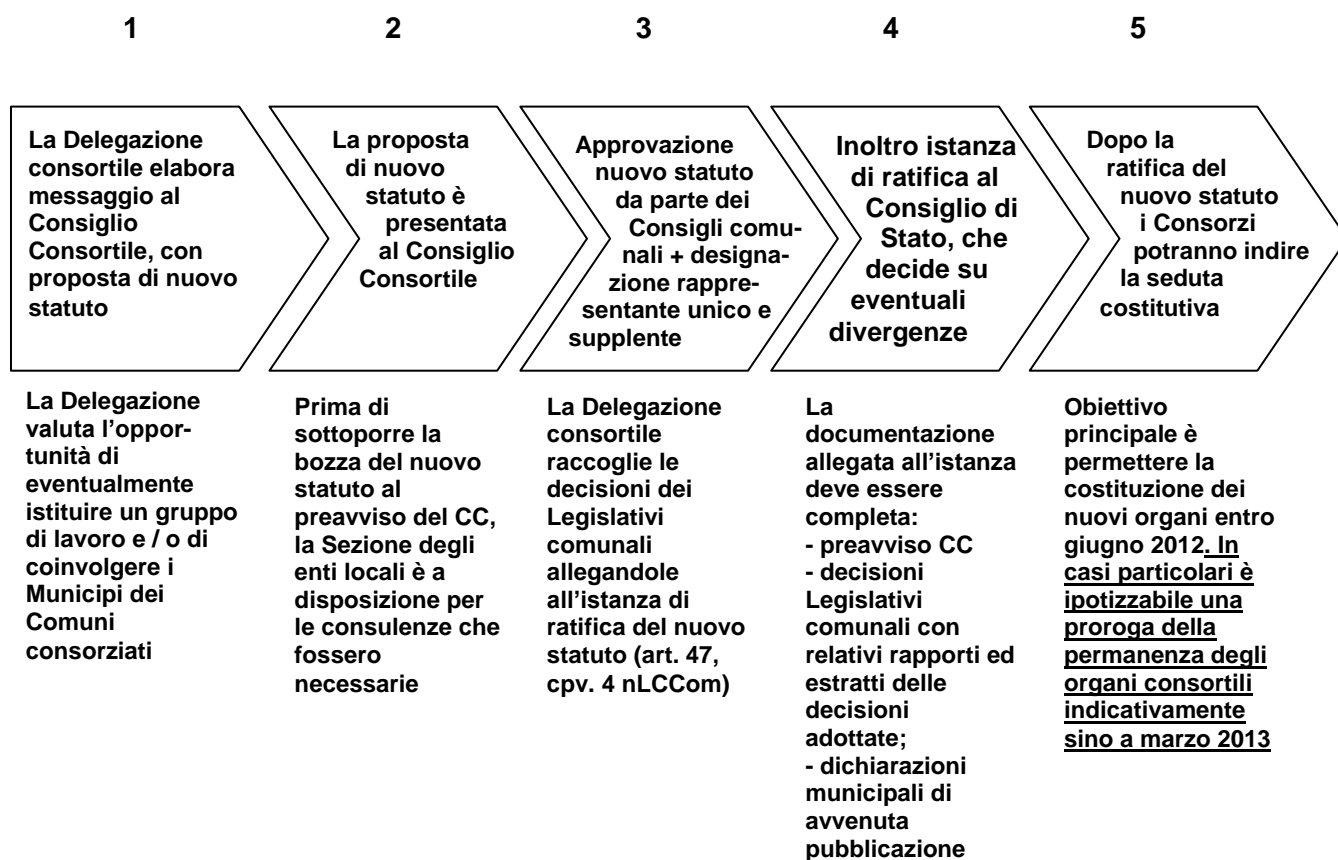 1 2 3 4 5
La Delegazione
consortile elabora
messaggio al
Consiglio
Consortile, con
proposta di nuovo
statuto
La proposta
di nuovo
statuto è
presentata
al Consiglio
Consortile
Approvazione
nuovo statuto
da parte dei
Consigli comu-
nali + designa-
zione rappre-
sentante unico e
supplente
Inoltro istanza
di ratifica al
Consiglio di
Stato, che
decide su
eventuali
divergenze
Dopo la
ratifica del
nuovo statuto
i Consorzi
potranno indire
la seduta
costitutiva
La Delegazione
valuta l’oppor-
tunità di
eventualmente
istituire un gruppo
di lavoro e / o di
coinvolgere i
Municipi dei
Comuni
consorziati
Prima di
sottoporre la
bozza del nuovo
statuto al
preavviso del CC,
la Sezione degli
enti locali è a
disposizione per
le consulenze che
fossero
necessarie
La Delegazione
consortile
raccoglie le
decisioni dei
Legislativi
comunali
allegandole
all’istanza di
ratifica del nuovo
statuto (art. 47,
cpv. 4 nLCCom)
La
documentazione
allegata all’istanza
deve essere
completa:
- preavviso CC
- decisioni
Legislativi
comunali con
relativi rapporti ed
estratti delle
decisioni
adottate;
- dichiarazioni
municipali di
avvenuta
pubblicazione
Obiettivo
principale è
permettere la
costituzione dei
nuovi organi entro
giugno 2012. In
casi particolari è
ipotizzabile una
proroga della
permanenza degli
organi consortili
indicativamente
sino a marzo 2013